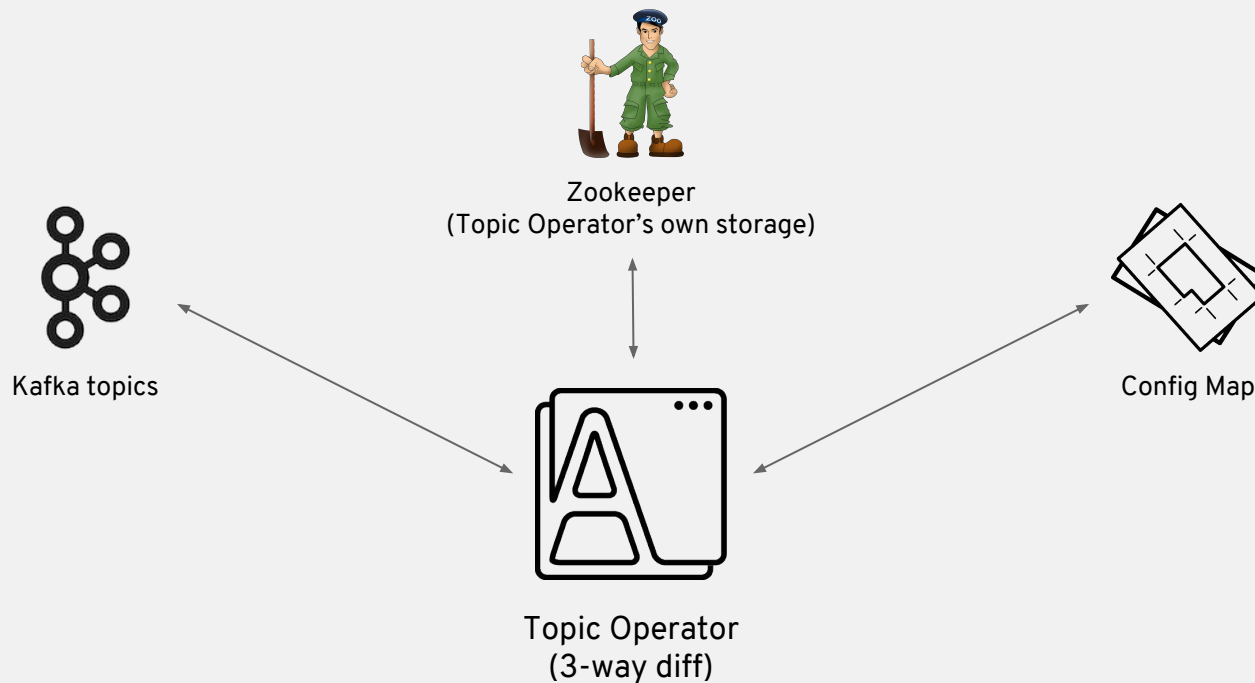 ZOO
Zookeeper
(Topic Operator’s own storage)
Kafka topics
Config Map
Topic Operator
(3-way diff)